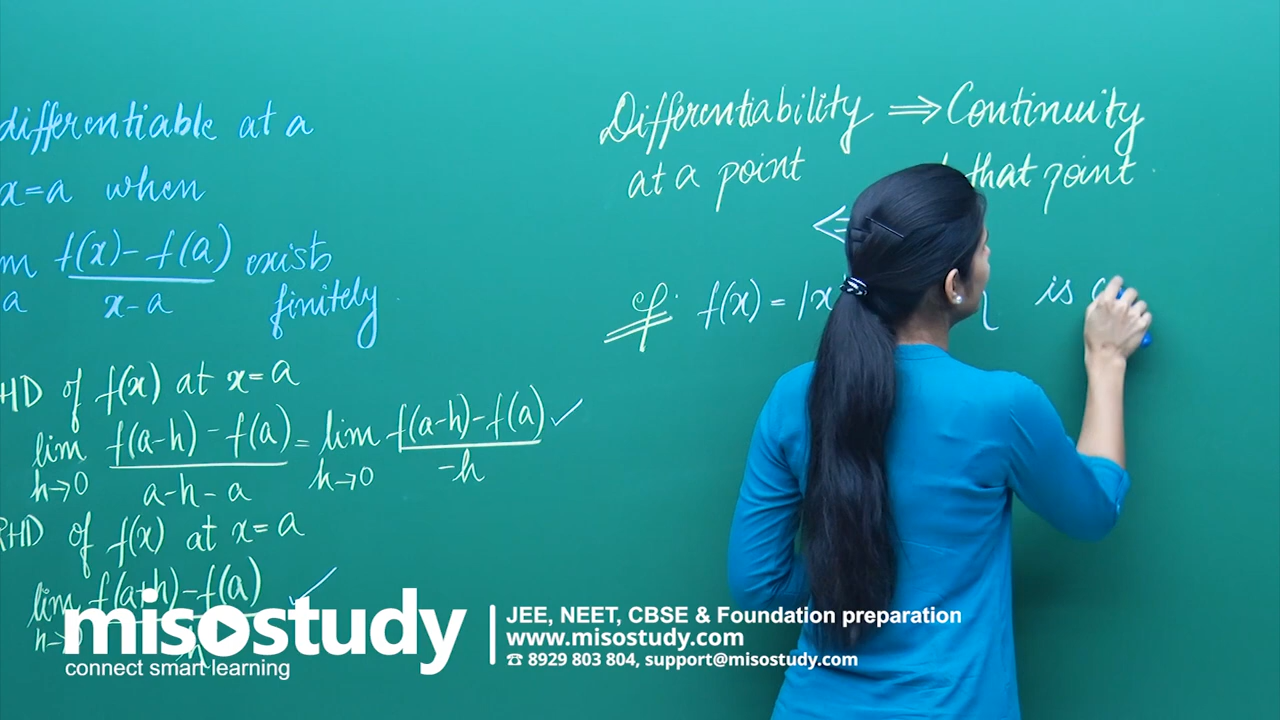 differentiable at a
x=a when
f(x)-f(a) exists
x-a finitely.
HD of f(x) at x=a
lim f(a-h)-f(a) = lim f(a-h)-f(a) ✓
h→0 a-h-a h→0 -h
RHD of f(x) at x=a
lim f(a+h)-f(a) ✓
h
Differentiability ⇒ Continuity
at a point that point.
f(x) = |x is
misostudy
connect smart learning
JEE, NEET, CBSE & Foundation preparation
www.misostudy.com
☎ 8929 803 804, support@misostudy.com